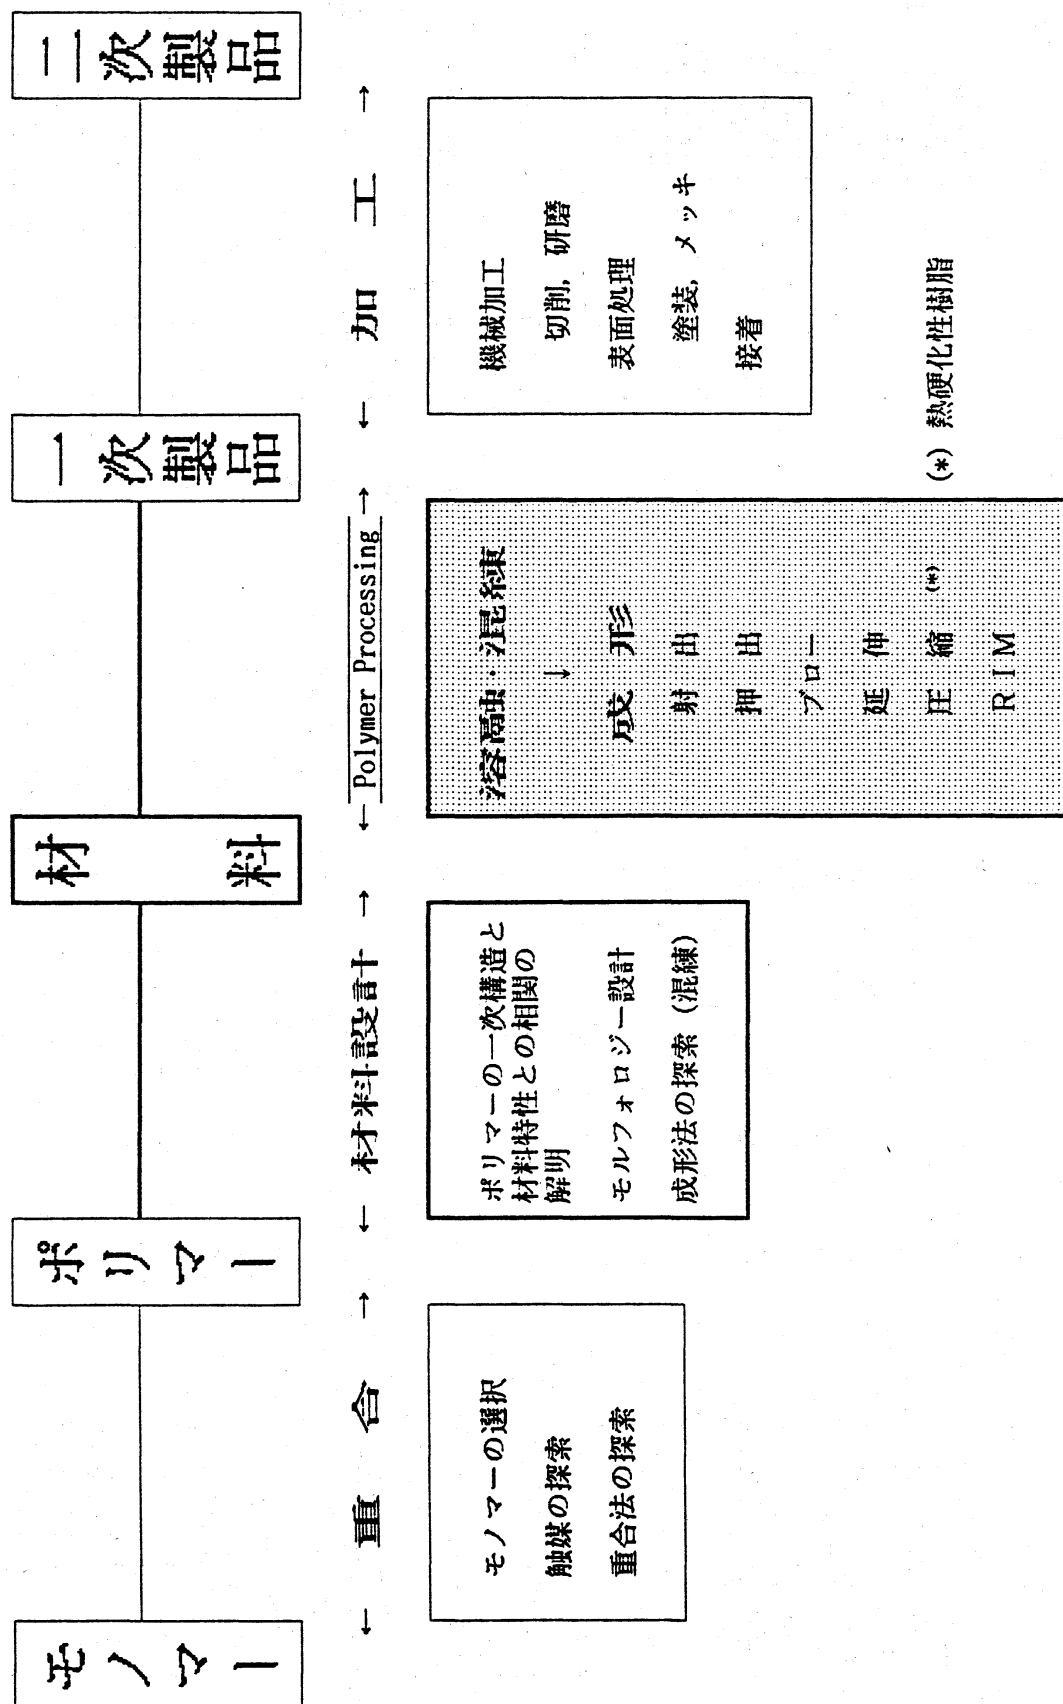 モノマー
ポリマー
材料
一次製品
二次製品
← 重合 →
← 材料設計 →
← Polymer Processing →
← 加工 →
モノマーの選択
触媒の探索
重合法の探索
ポリマーの一次構造と
材料特性との相関の
解明
モルフォロジー設計
成形法の探索（混練）
溶融・混練
↓
成形
射出
押出
ブロー
延伸
圧縮 (*)
RIM
機械加工
切削, 研磨
表面処理
塗装, メッキ
接着
(*) 熱硬化性樹脂